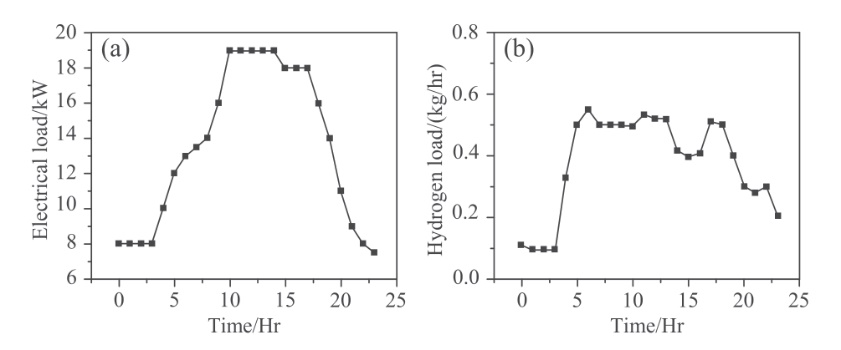 (a)
Electrical load/kW
20
18
16
14
12
10
8
6
0 5 10 15 20 25
Time/Hr
(b)
Hydrogen load/(kg/hr)
0.8
0.6
0.4
0.2
0.0
0 5 10 15 20 25
Time/Hr